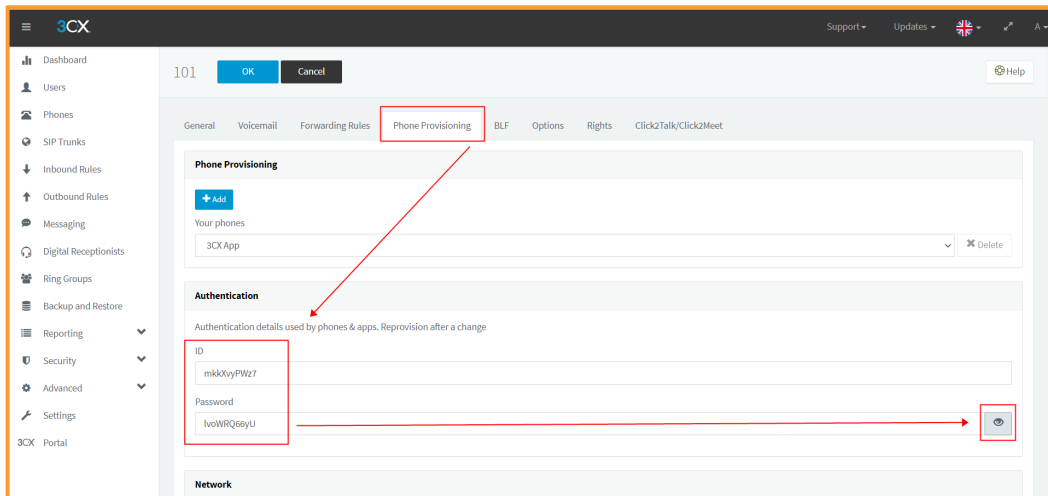 3CX
Support
Updates
A
Dashboard
Users
Phones
SIP Trunks
Inbound Rules
Outbound Rules
Messaging
Digital Receptionists
Ring Groups
Backup and Restore
Reporting
Security
Advanced
Settings
3CX Portal
101 OK Cancel
Help
General Voicemail Forwarding Rules Phone Provisioning BLF Options Rights Click2Talk/Click2Meet
Phone Provisioning
+ Add
Your phones
3CX App
Delete
Authentication
Authentication details used by phones & apps. Reprovision after a change
ID
mkkXvyPWz7
Password
lvoWRQ66yU
Network